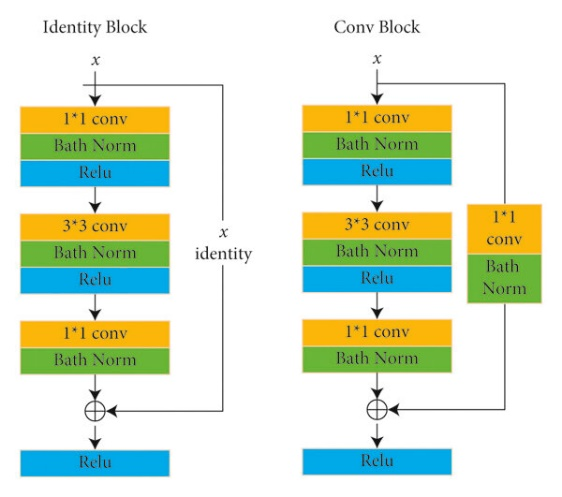 Identity Block
x
1*1 conv
Bath Norm
Relu
3*3 conv
Bath Norm
Relu
x
identity
1*1 conv
Bath Norm
Relu
Conv Block
x
1*1 conv
Bath Norm
Relu
3*3 conv
Bath Norm
Relu
1*1
conv
Bath
Norm
1*1 conv
Bath Norm
Relu